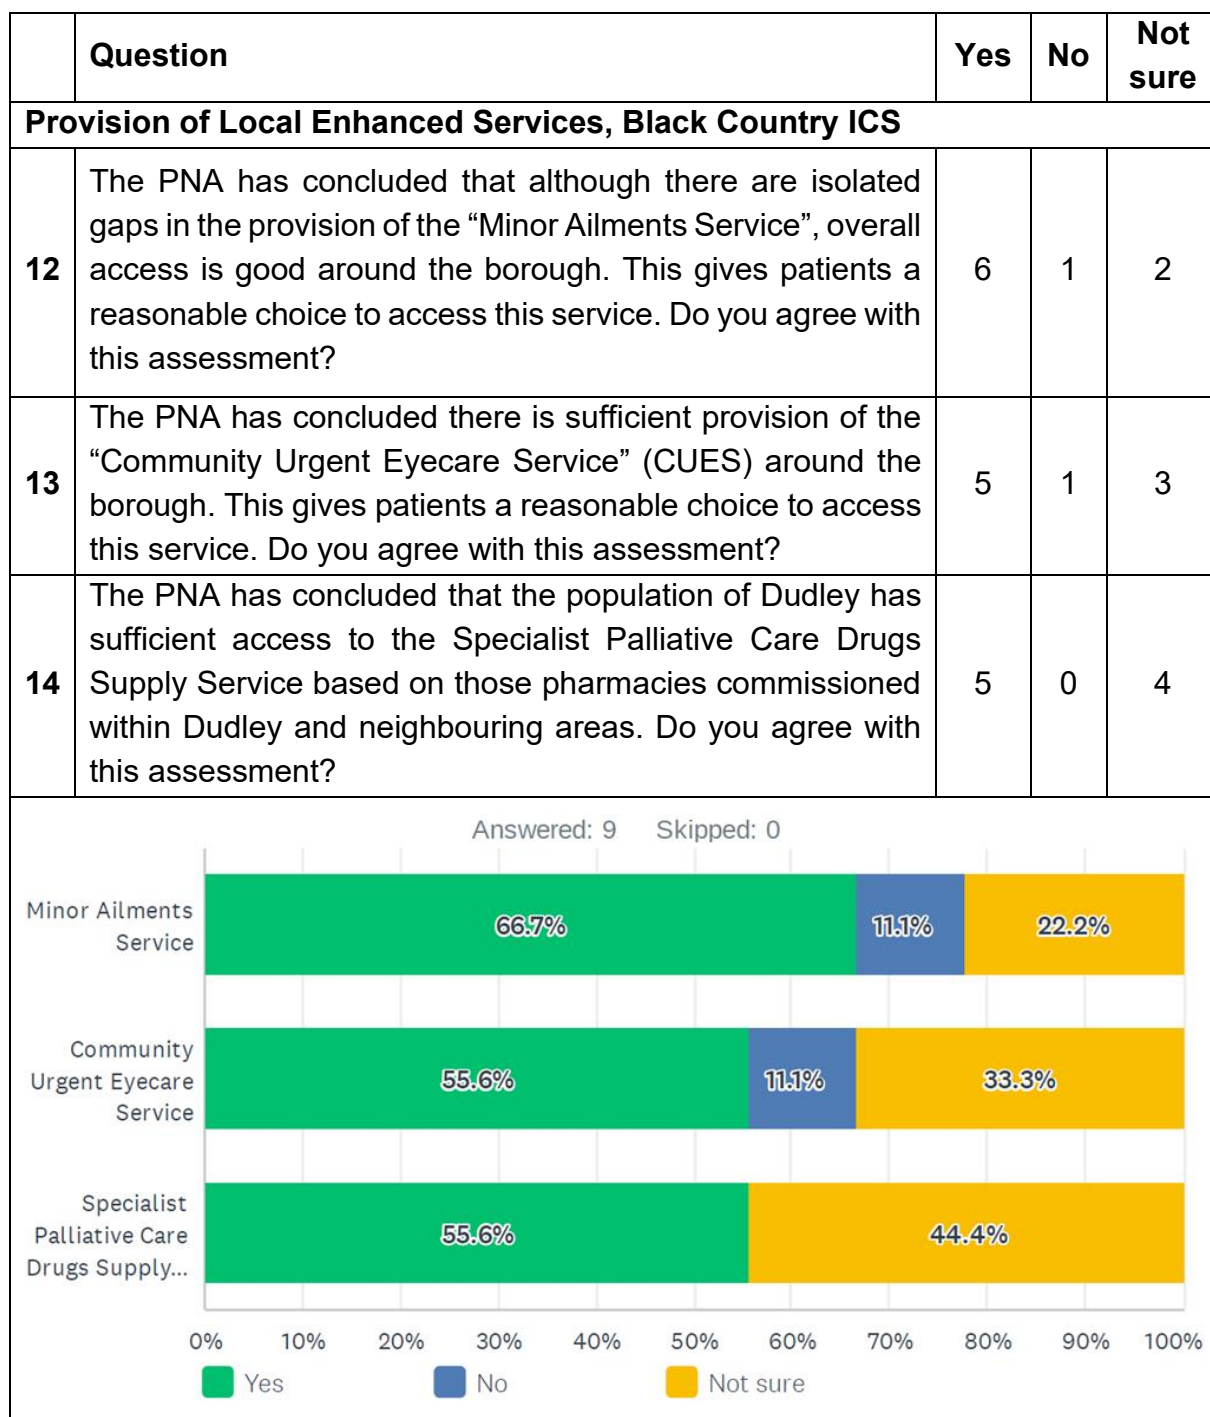 Question Yes No Not sure
Provision of Local Enhanced Services, Black Country ICS
The PNA has concluded that although there are isolated
gaps in the provision of the “Minor Ailments Service”, overall
12 access is good around the borough. This gives patients a 6 1 2
reasonable choice to access this service. Do you agree with
this assessment?
The PNA has concluded there is sufficient provision of the
“Community Urgent Eyecare Service” (CUES) around the
13 borough. This gives patients a reasonable choice to access 5 1 3
this service. Do you agree with this assessment?
The PNA has concluded that the population of Dudley has
sufficient access to the Specialist Palliative Care Drugs
14 Supply Service based on those pharmacies commissioned 5 0 4
within Dudley and neighbouring areas. Do you agree with
this assessment?
Answered: 9 Skipped: 0
Minor Ailments
Service
66.7% 11.1% 22.2%
Community
Urgent Eyecare
Service
55.6% 11.1% 33.3%
Specialist
Palliative Care
Drugs Supply...
55.6% 44.4%
0% 10% 20% 30% 40% 50% 60% 70% 80% 90% 100%
Yes No Not sure